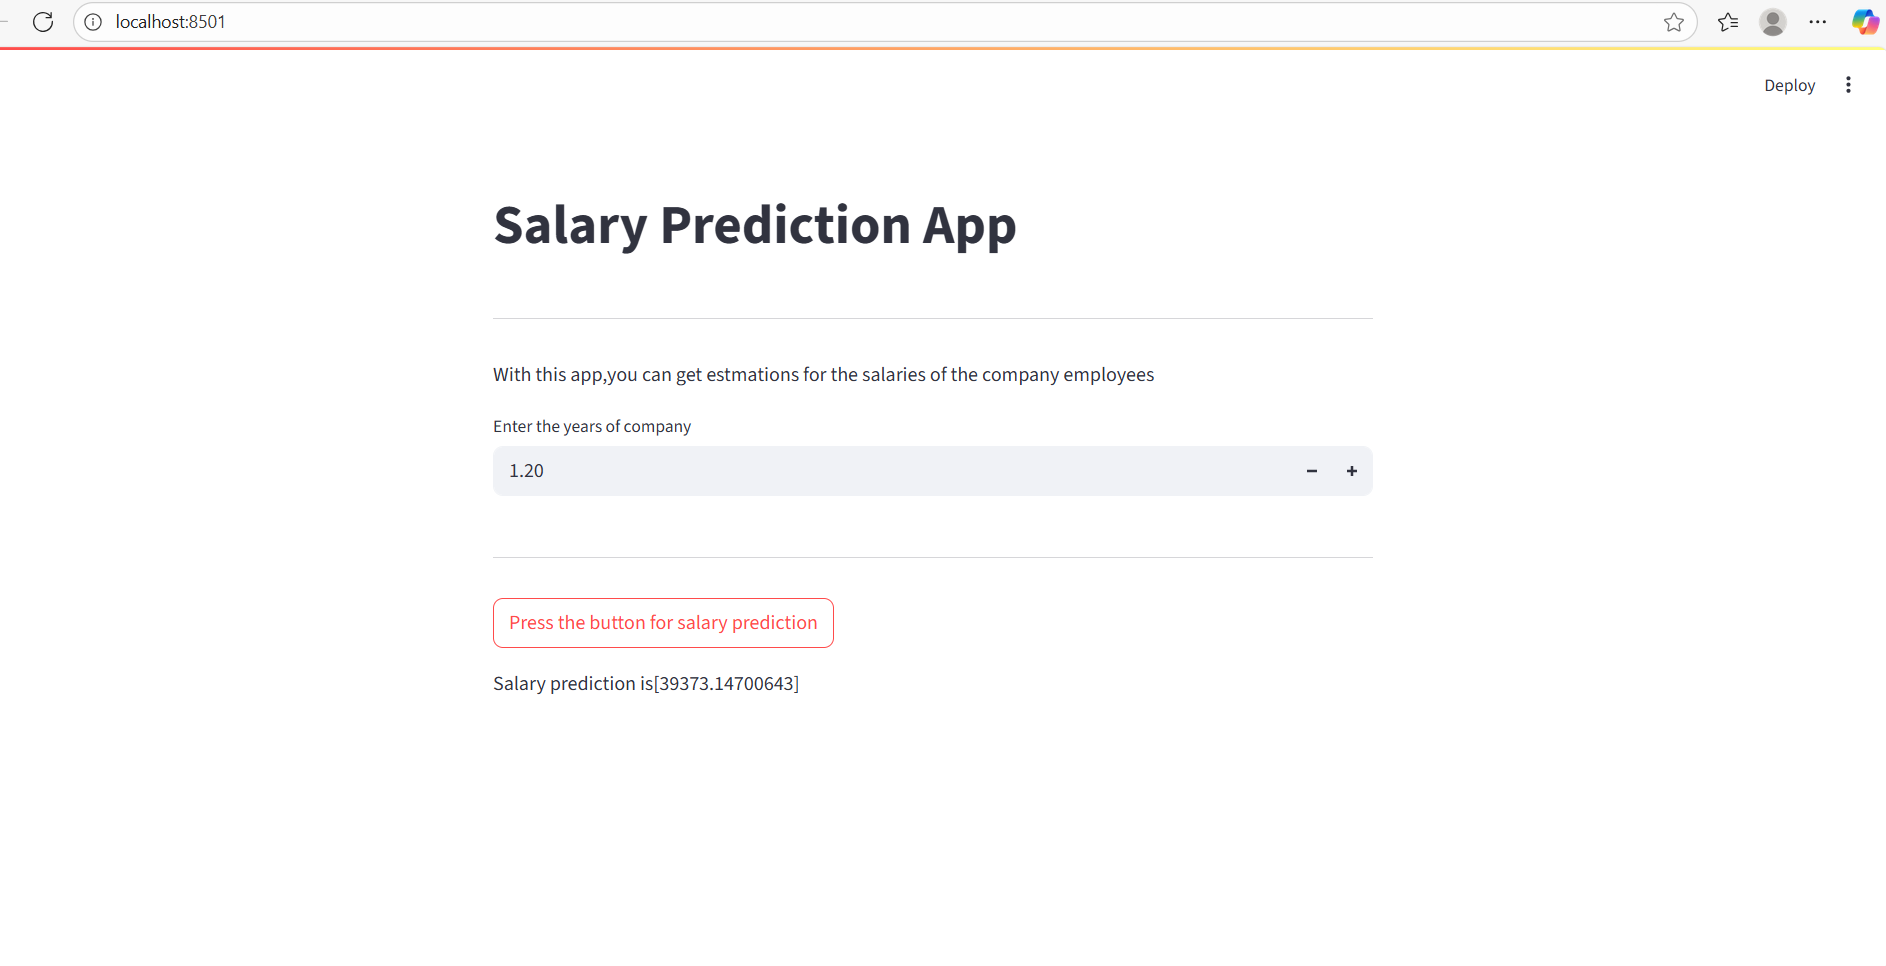 localhost:8501
Deploy
Salary Prediction App
With this app,you can get estmations for the salaries of the company employees
Enter the years of company
1.20
Press the button for salary prediction
Salary prediction is[39373.14700643]